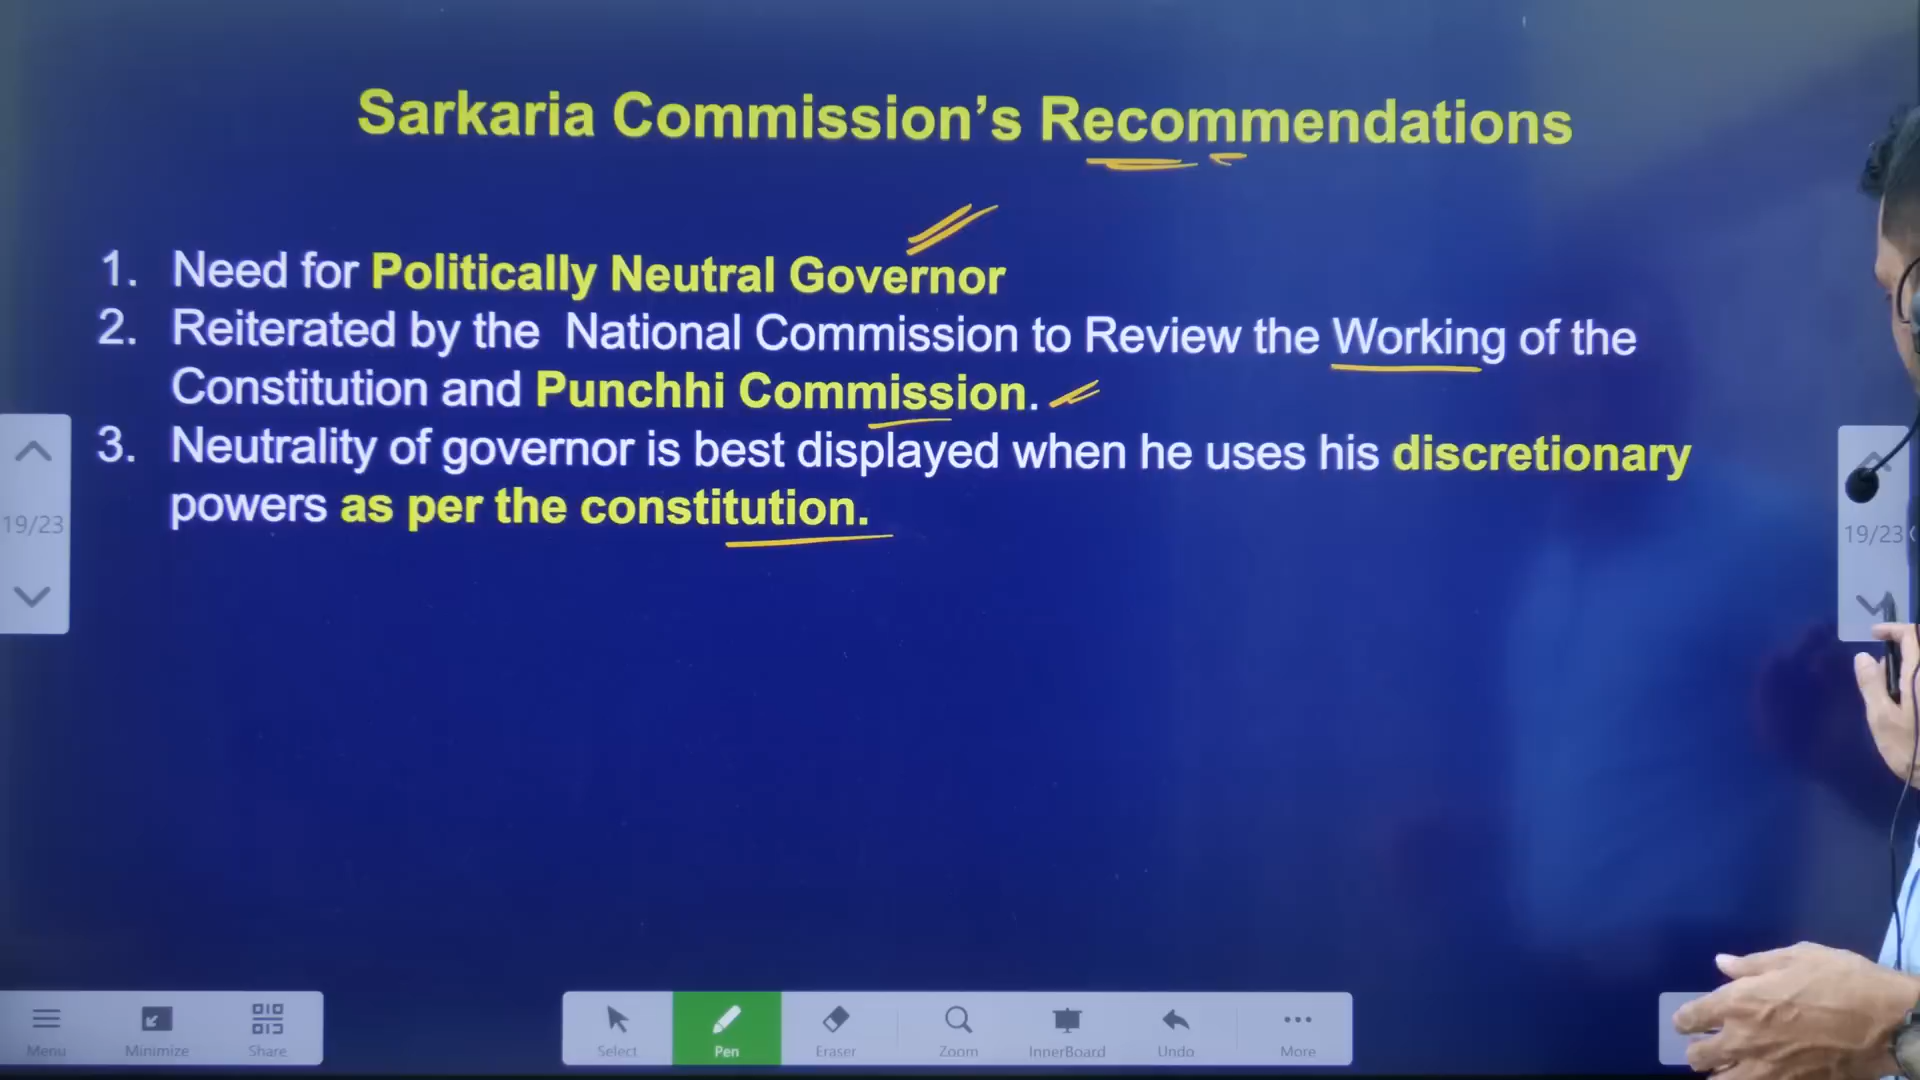 Sarkaria Commission's Recommendations
1. Need for Politically Neutral Governor
2. Reiterated by the National Commission to Review the Working of the
Constitution and Punchhi Commission.
3. Neutrality of governor is best displayed when he uses his discretionary
powers as per the constitution.
19/23
19/23
Menu
Minimize
Share
Select
Pen
Eraser
Zoom
InnerBoard
Undo
More